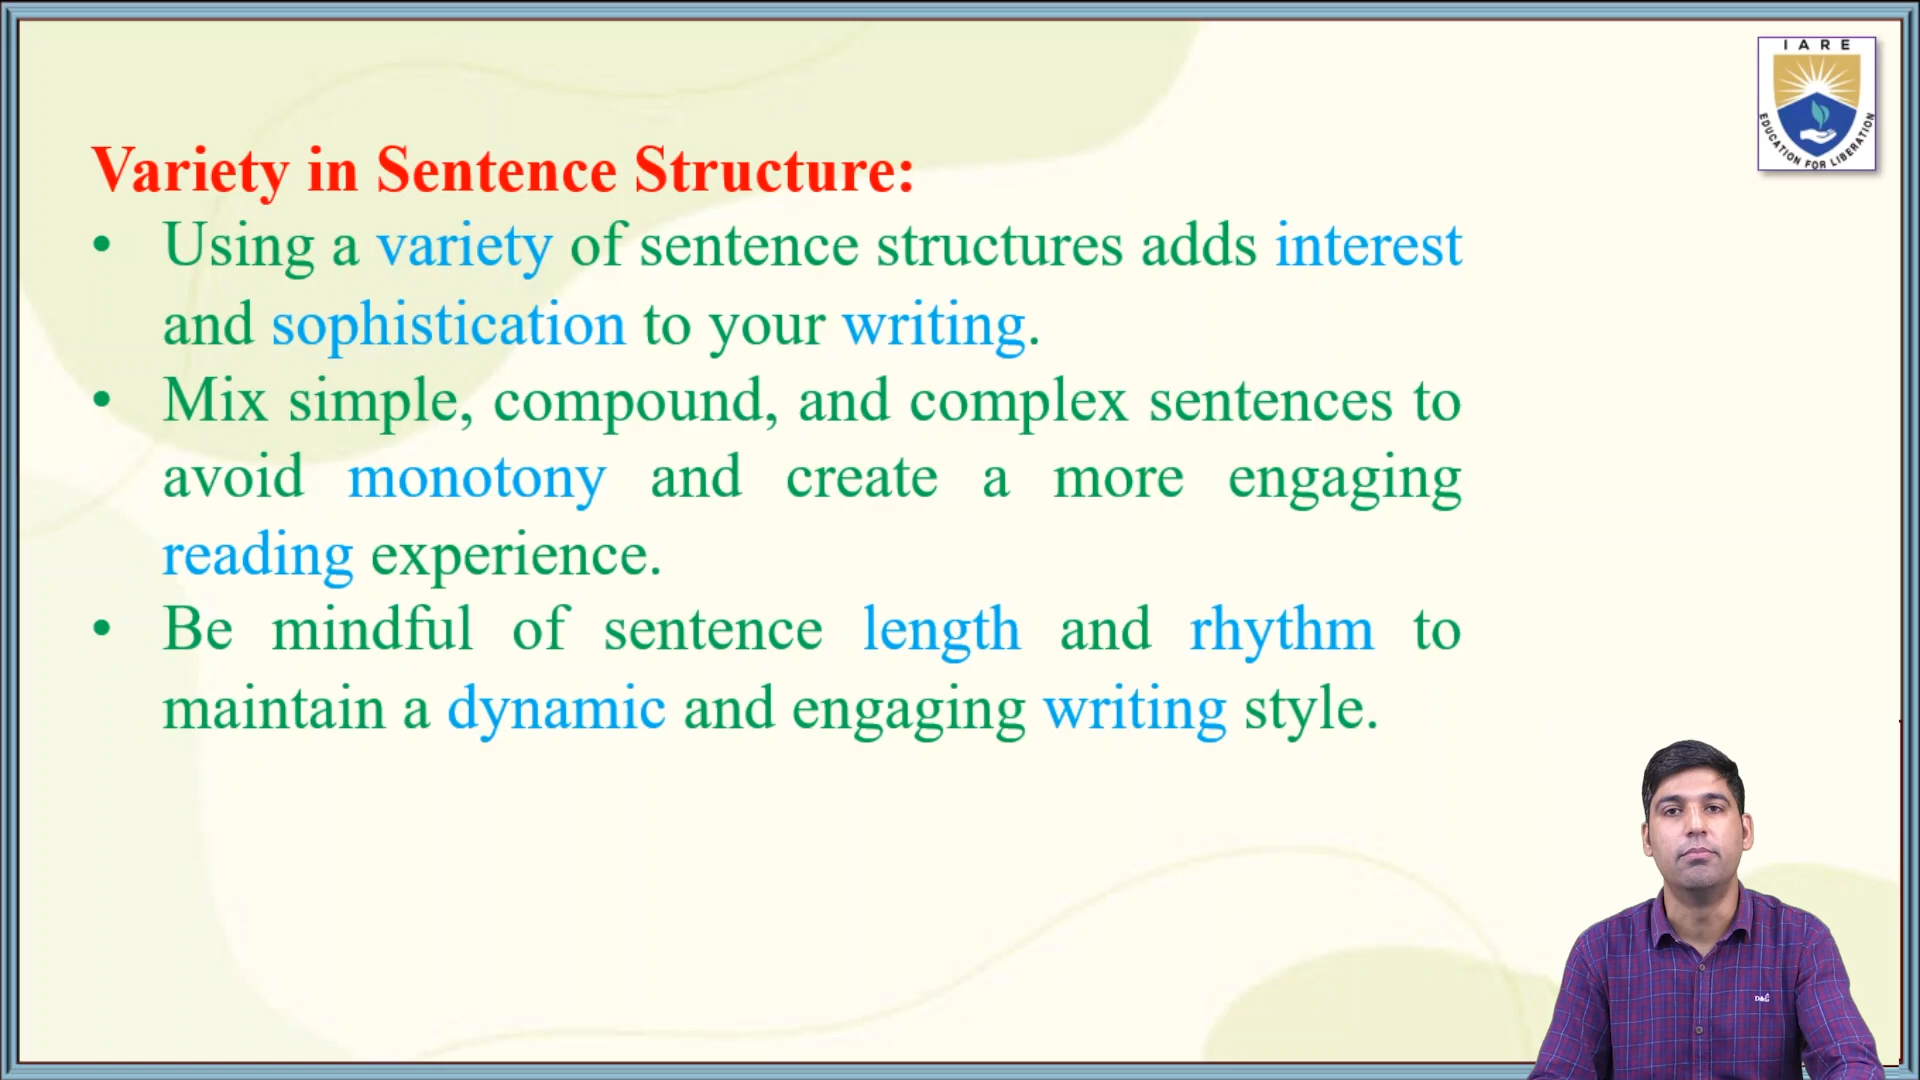 IARE
EDUCATION FOR LIBERATION
Variety in Sentence Structure:
• Using a variety of sentence structures adds interest
and sophistication to your writing.
• Mix simple, compound, and complex sentences to
avoid monotony and create a more engaging
reading experience.
• Be mindful of sentence length and rhythm to
maintain a dynamic and engaging writing style.